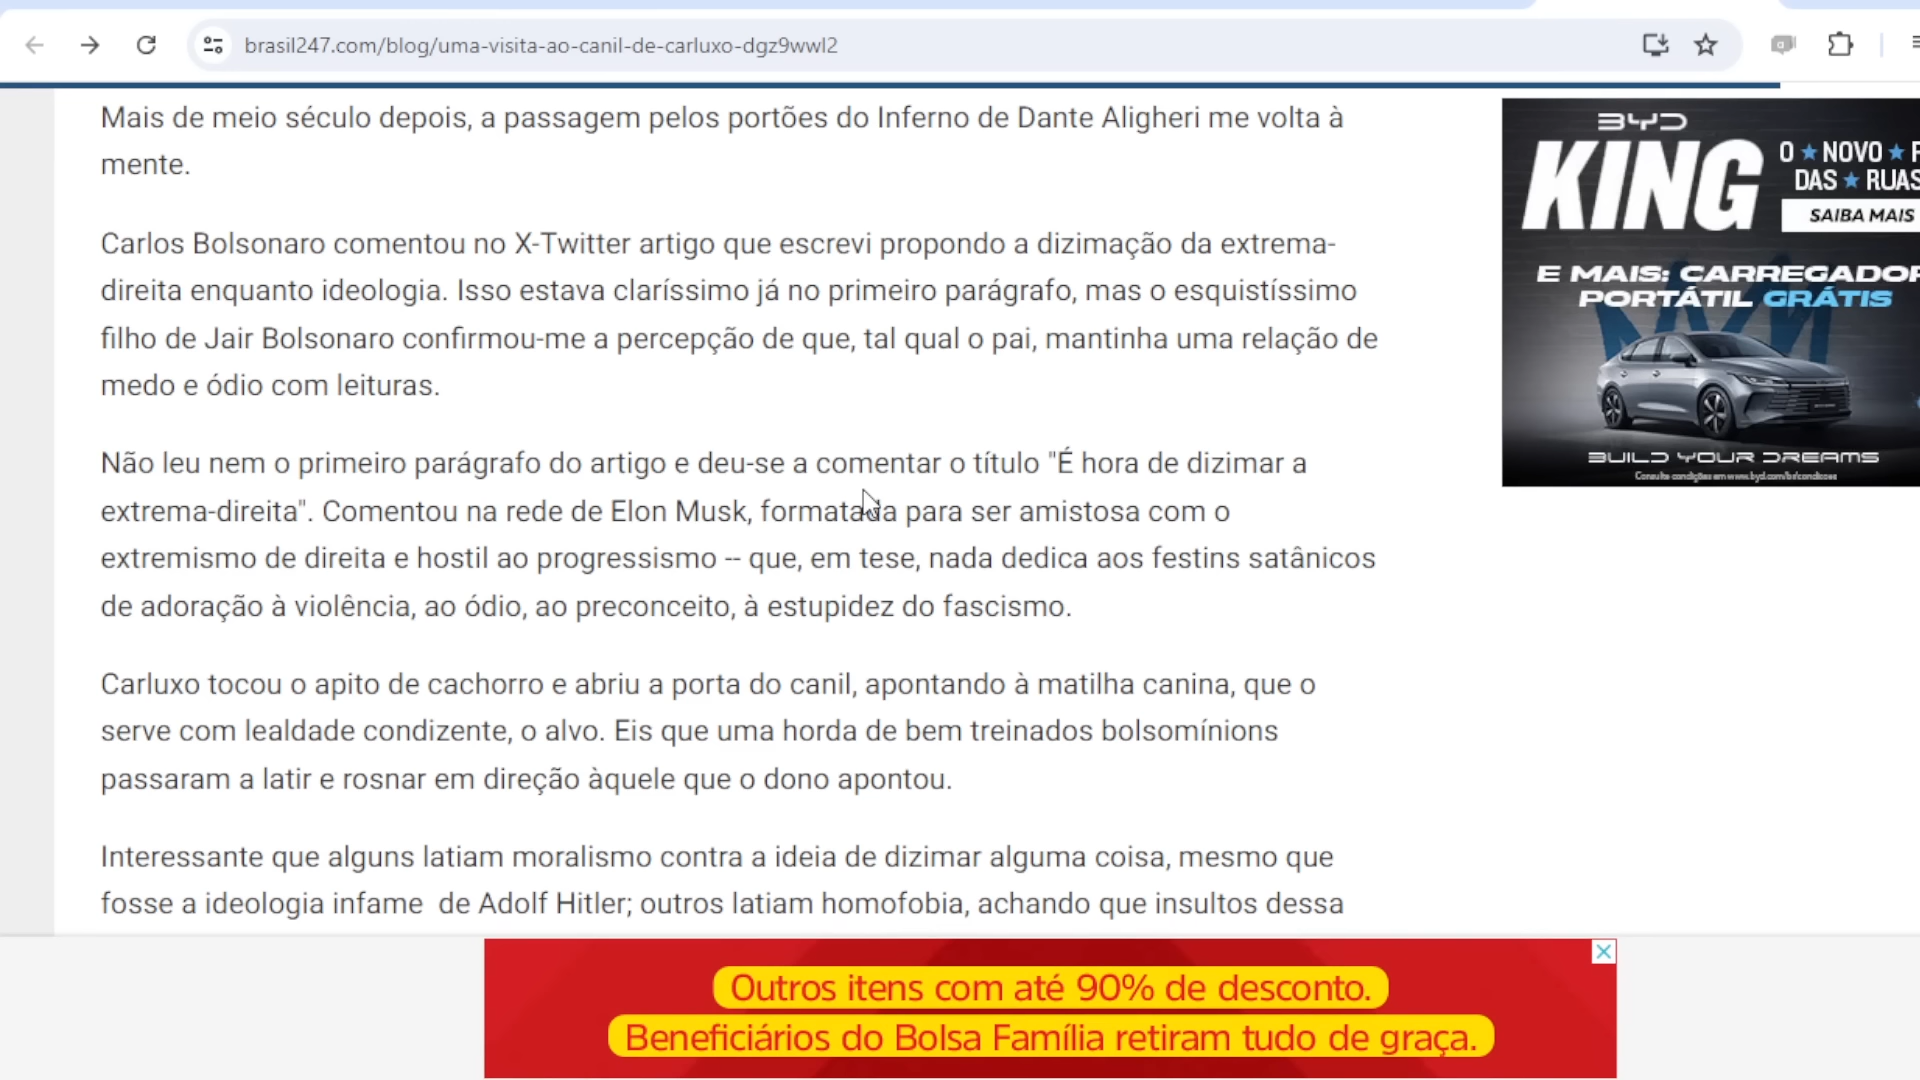 brasil247.com/blog/uma-visita-ao-canil-de-carluxo-dgz9wwl2
Mais de meio século depois, a passagem pelos portões do Inferno de Dante Aligheri me volta à
mente.
Carlos Bolsonaro comentou no X-Twitter artigo que escrevi propondo a dizimação da extrema-
direita enquanto ideologia. Isso estava claríssimo já no primeiro parágrafo, mas o esquistíssimo
filho de Jair Bolsonaro confirmou-me a percepção de que, tal qual o pai, mantinha uma relação de
medo e ódio com leituras.
Não leu nem o primeiro parágrafo do artigo e deu-se a comentar o título "É hora de dizimar a
extrema-direita". Comentou na rede de Elon Musk, formatada para ser amistosa com o
extremismo de direita e hostil ao progressismo -- que, em tese, nada dedica aos festins satânicos
de adoração à violência, ao ódio, ao preconceito, à estupidez do fascismo.
Carluxo tocou o apito de cachorro e abriu a porta do canil, apontando à matilha canina, que o
serve com lealdade condizente, o alvo. Eis que uma horda de bem treinados bolsomínions
passaram a latir e rosnar em direção àquele que o dono apontou.
Interessante que alguns latiam moralismo contra a ideia de dizimar alguma coisa, mesmo que
fosse a ideologia infame  de Adolf Hitler; outros latiam homofobia, achando que insultos dessa
BYD
KING
O ★ NOVO ★
DAS ★ RUAS
SAIBA MAIS
E MAIS: CARREGADOR
PORTÁTIL GRÁTIS
BUILD YOUR DREAMS
Consulte condições em www.byd.com/br/condicoes
Outros itens com até 90% de desconto.
Beneficiários do Bolsa Família retiram tudo de graça.